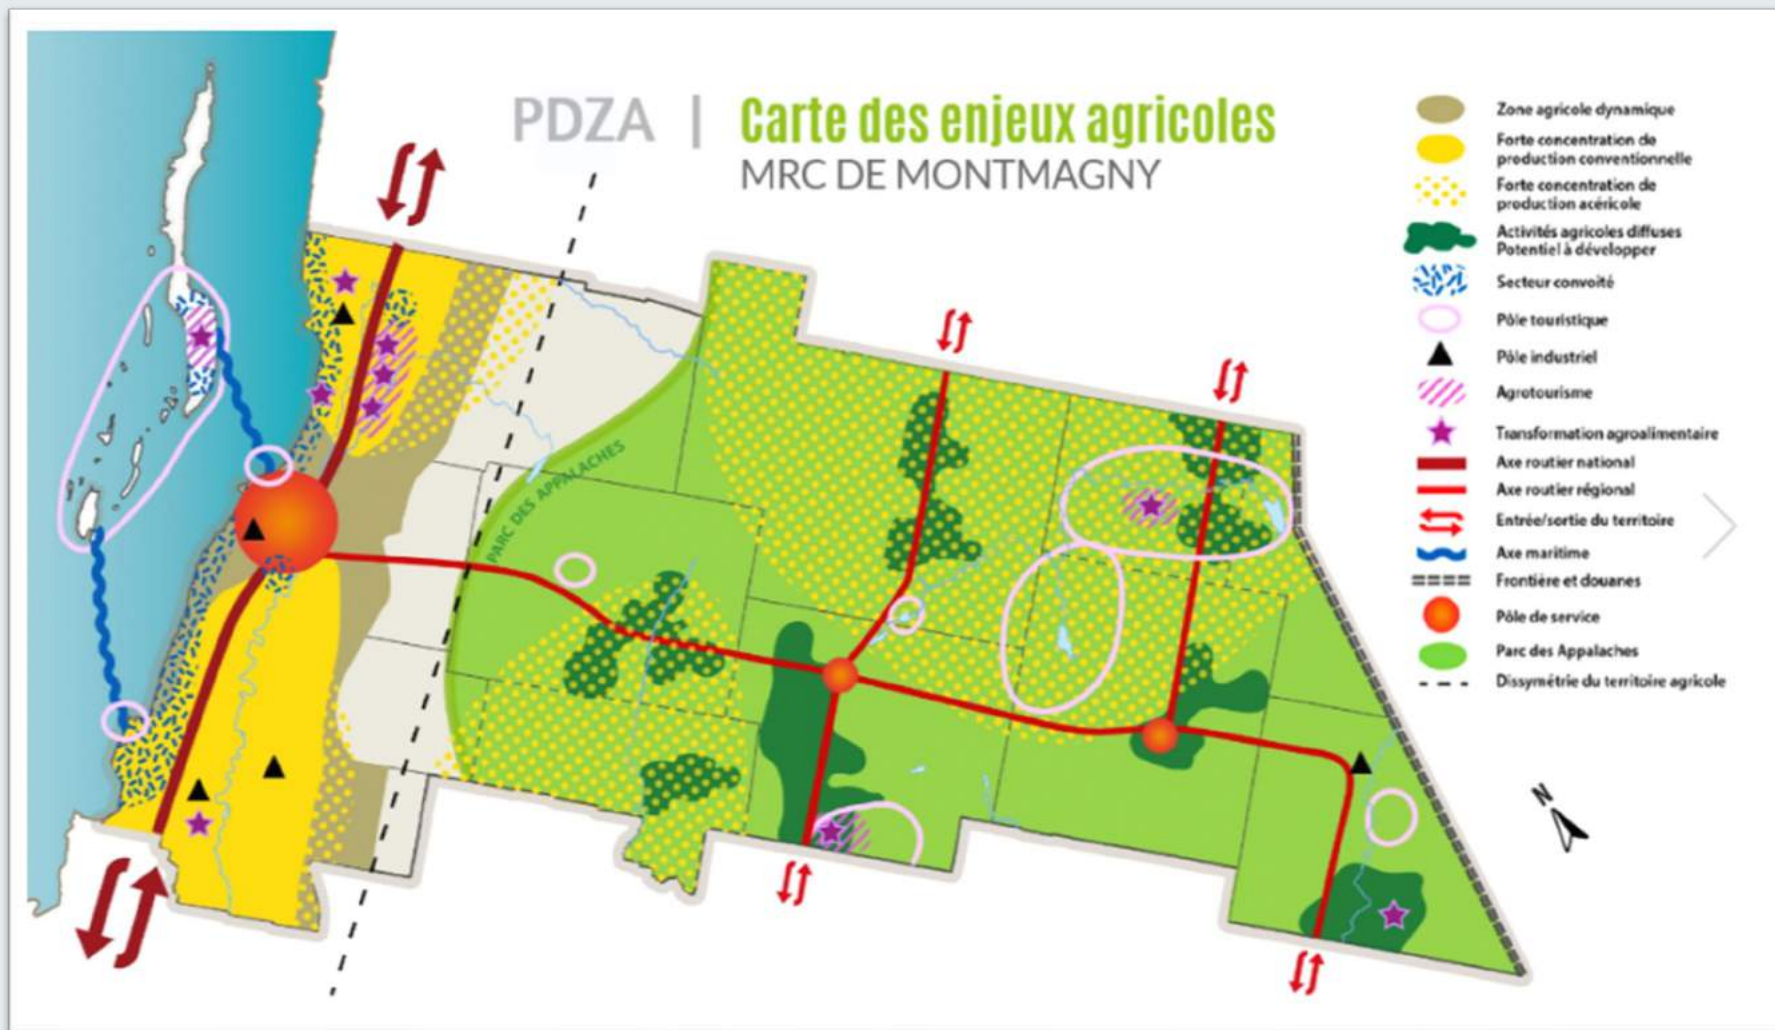 PDZA | Carte des enjeux agricoles
MRC DE MONTMAGNY
Zone agricole dynamique
Forte concentration de
production conventionnelle
Forte concentration de
production acéricole
Activités agricoles diffuses
Potentiel à développer
Secteur convoité
Pôle touristique
Pôle industriel
Agrotourisme
Transformation agroalimentaire
Axe routier national
Axe routier régional
Entrée/sortie du territoire
Axe maritime
Frontière et douanes
Pôle de service
Parc des Appalaches
Dissymétrie du territoire agricole
PARC DES APPALACHES
N